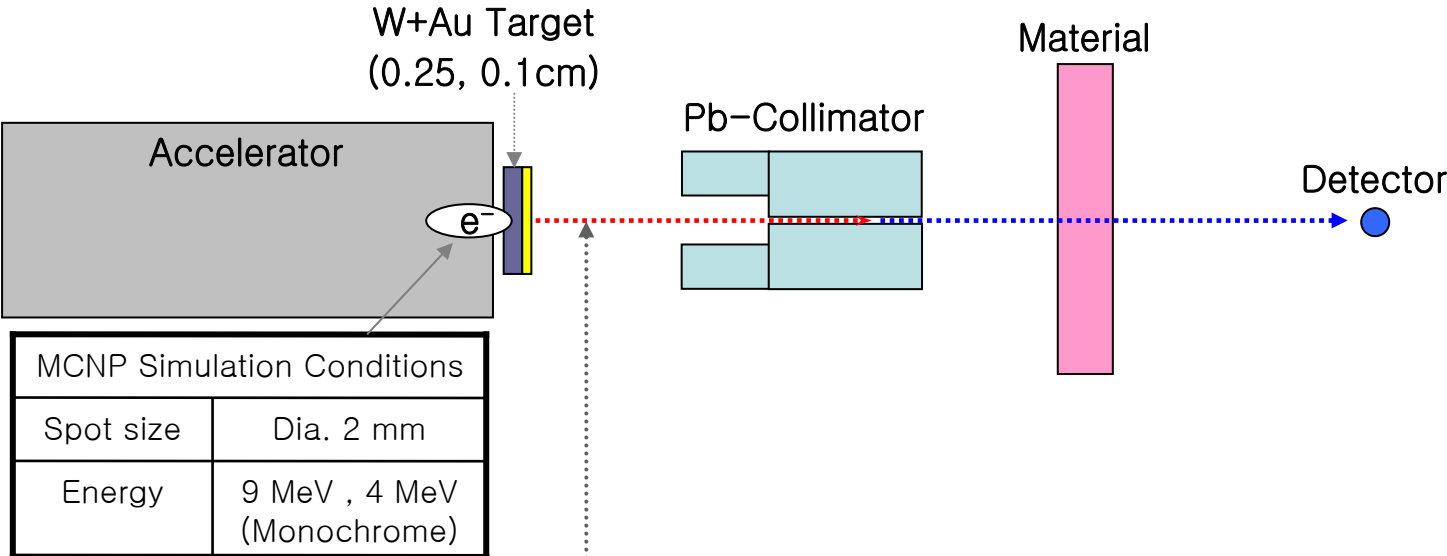 W+Au Target
(0.25, 0.1cm)
Material
Pb-Collimator
Accelerator
Detector
e⁻
MCNP Simulation Conditions
Spot size Dia. 2 mm
Energy 9 MeV , 4 MeV
(Monochrome)